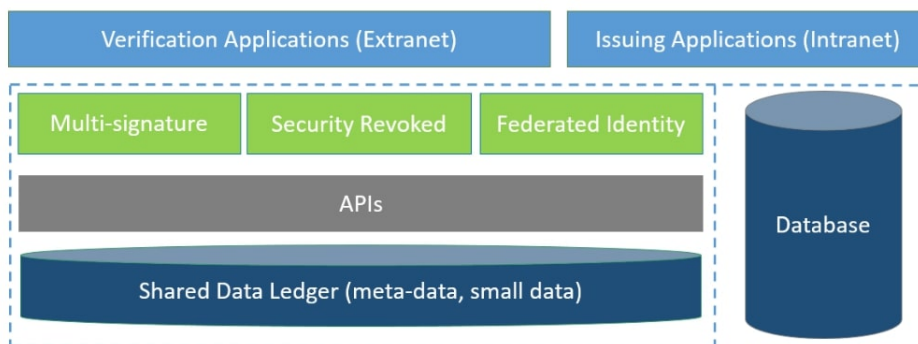 Verification Applications (Extranet)
Issuing Applications (Intranet)
Multi-signature
Security Revoked
Federated Identity
APIs
Database
Shared Data Ledger (meta-data, small data)